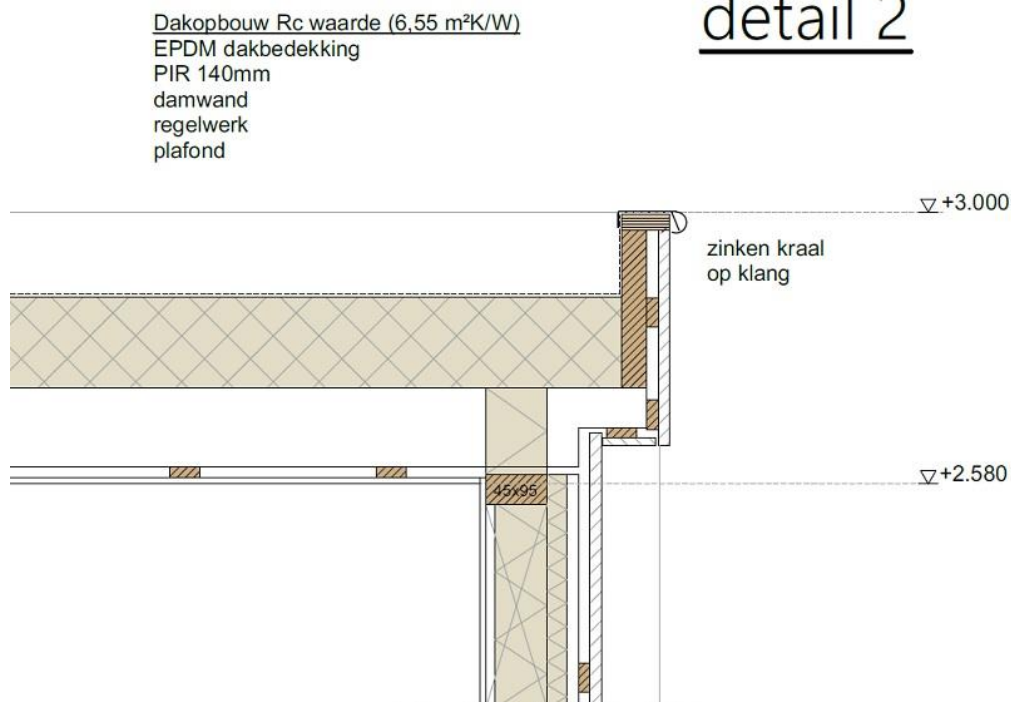 Dakopbouw Rc waarde (6,55 m²K/W)
EPDM dakbedekking
PIR 140mm
damwand
regelwerk
plafond
detail 2
+3.000
zinken kraal
op klang
+2.580
45x95